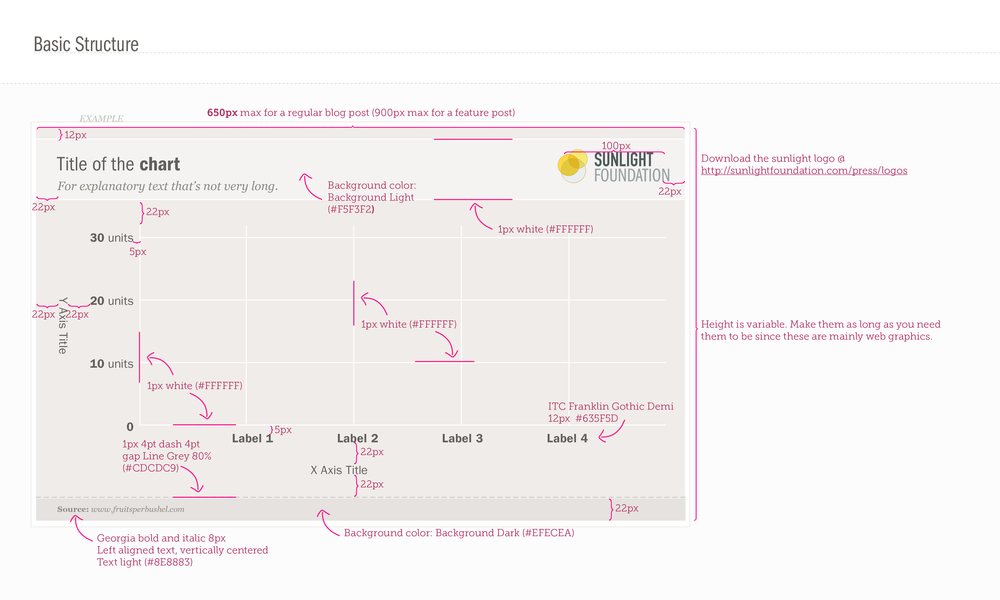 Basic Structure
EXAMPLE
650px max for a regular blog post (900px max for a feature post)
12px
100px
Title of the chart
SUNLIGHT
FOUNDATION
For explanatory text that's not very long.
Background color:
Background Light
(#F5F3F2)
Download the sunlight logo @
http://sunlightfoundation.com/press/logos
22px
22px
22px
1px white (#FFFFFF)
30 units
5px
20 units
22px
22px
Y Axis Title
1px white (#FFFFFF)
Height is variable. Make them as long as you need
them to be since these are mainly web graphics.
10 units
1px white (#FFFFFF)
ITC Franklin Gothic Demi
12px #635F5D
0
5px
Label 1
Label 2
Label 3
Label 4
1px 4pt dash 4pt
gap Line Grey 80%
(#CDCDC9)
22px
X Axis Title
22px
Source: www.fruitsperbushel.com
22px
Georgia bold and italic 8px
Left aligned text, vertically centered
Text light (#8E8883)
Background color: Background Dark (#EFECEA)